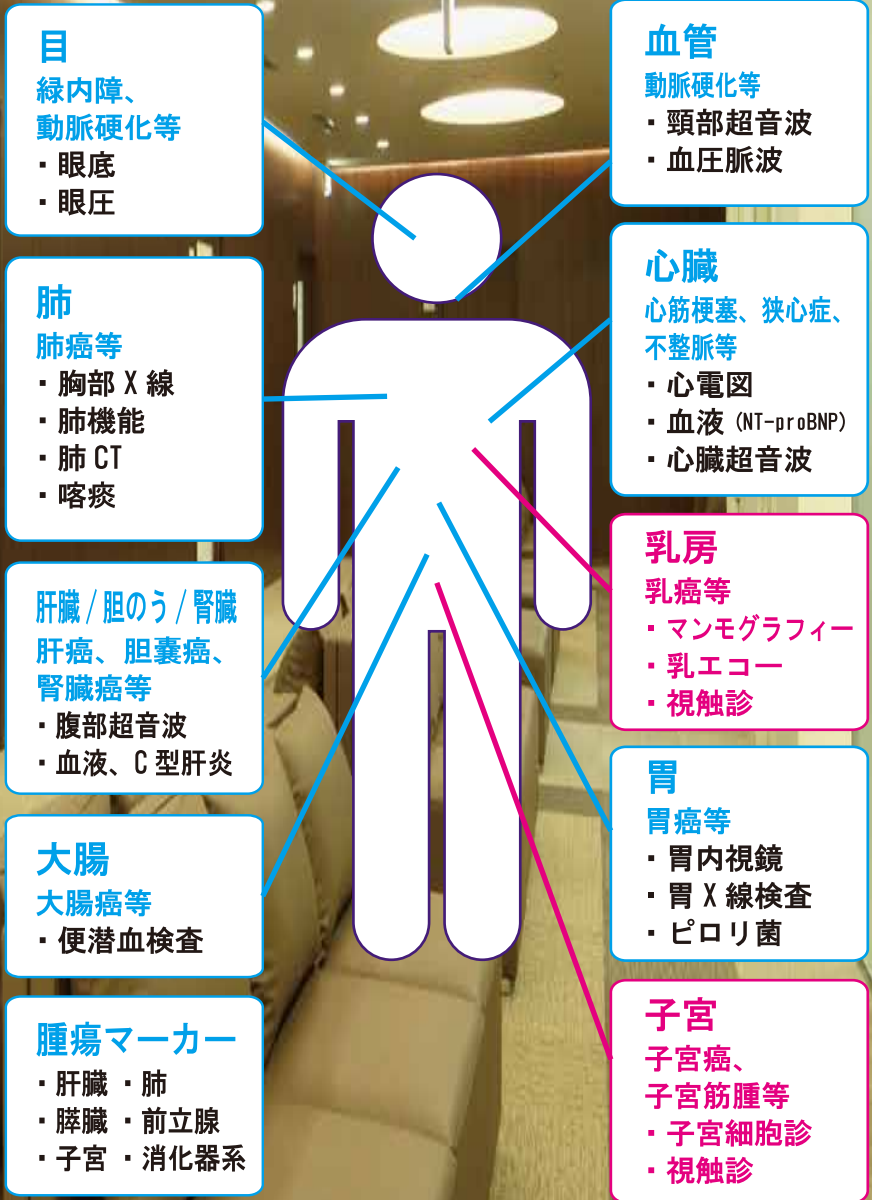 目
緑内障、
動脈硬化等
・眼底
・眼圧
肺
肺癌等
・胸部X線
・肺機能
・肺CT
・喀痰
肝臓/胆のう/腎臓
肝癌、胆囊癌、
腎臓癌等
・腹部超音波
・血液、C型肝炎
大腸
大腸癌等
・便潜血検査
腫瘍マーカー
・肝臓 ・肺
・膵臓 ・前立腺
・子宮 ・消化器系
血管
動脈硬化等
・頸部超音波
・血圧脈波
心臓
心筋梗塞、狭心症、
不整脈等
・心電図
・血液(NT-proBNP)
・心臓超音波
乳房
乳癌等
・マンモグラフィー
・乳エコー
・視触診
胃
胃癌等
・胃内視鏡
・胃X線検査
・ピロリ菌
子宮
子宮癌、
子宮筋腫等
・子宮細胞診
・視触診